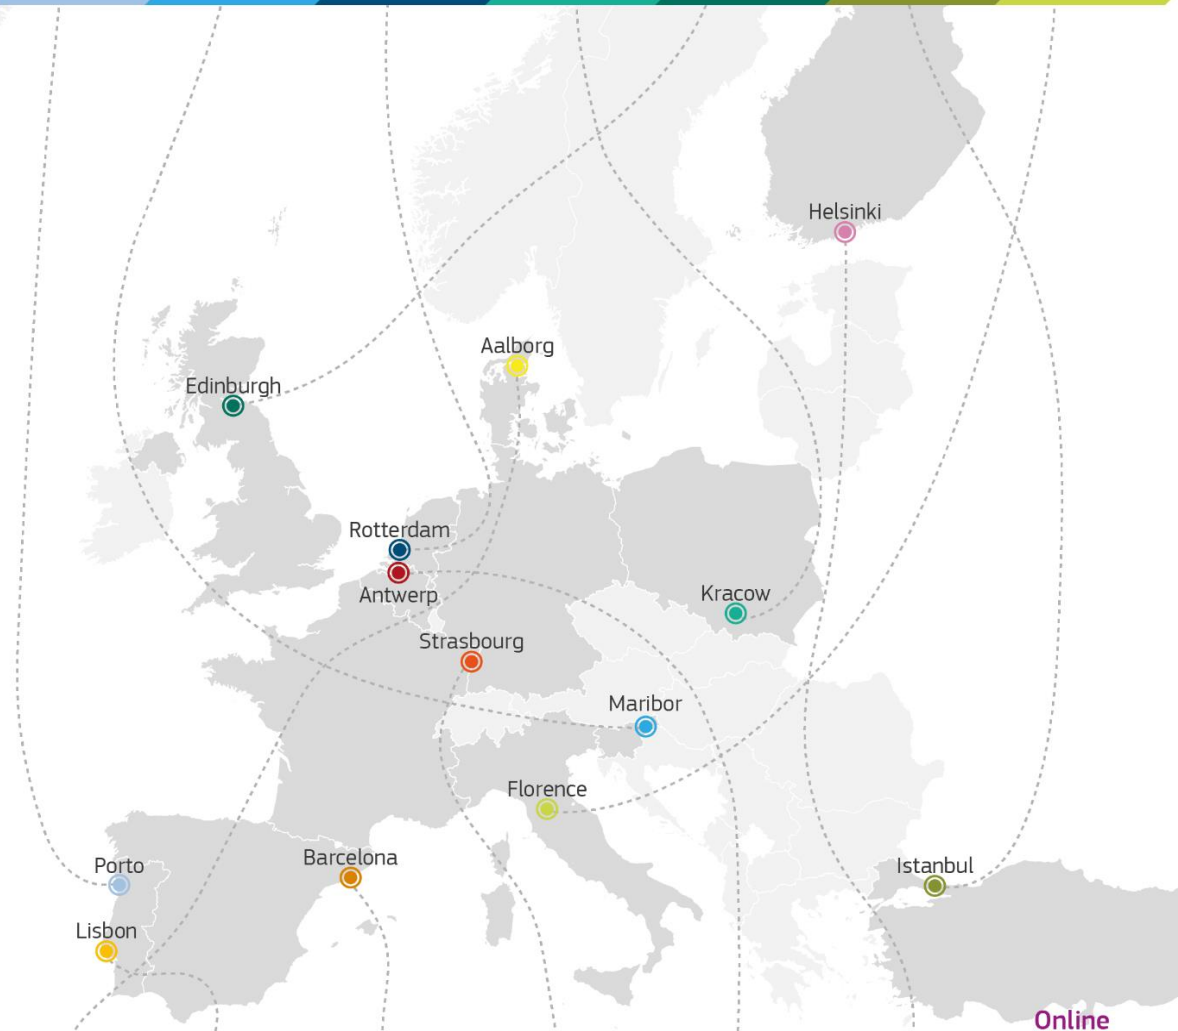 Helsinki
Aalborg
Edinburgh
Rotterdam
Antwerp
Kracow
Strasbourg
Maribor
Florence
Porto
Barcelona
Istanbul
Lisbon
Online